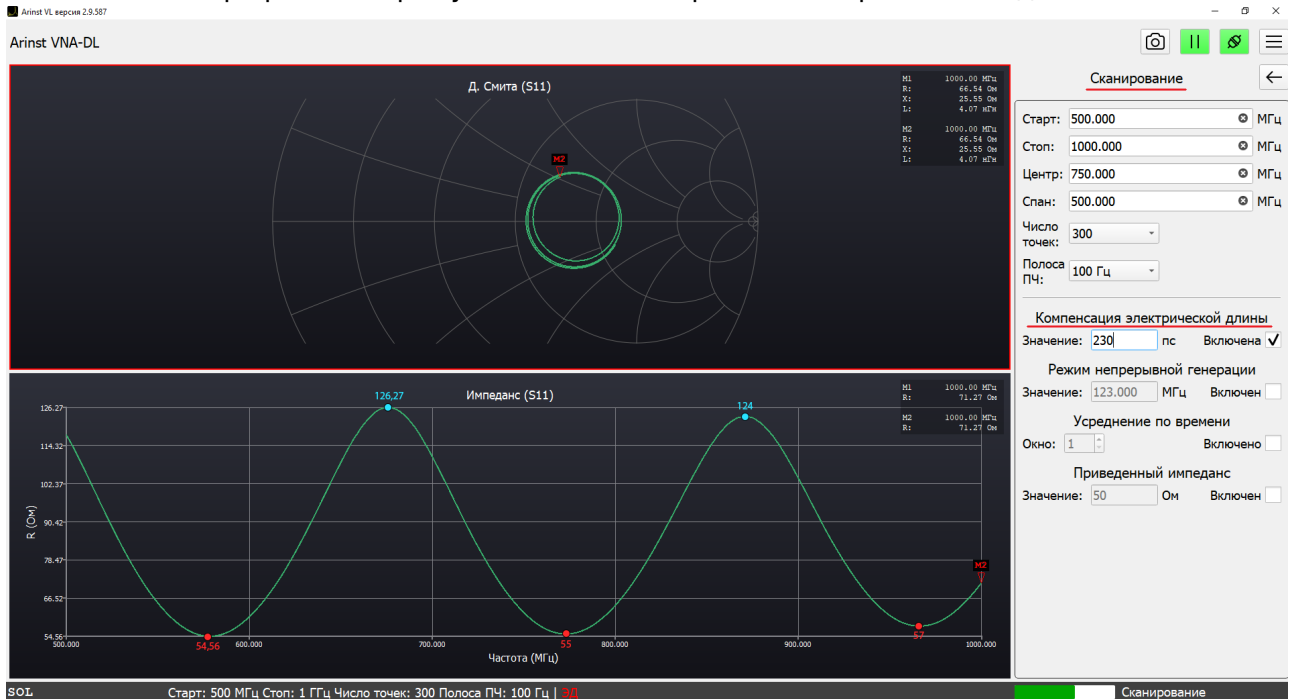 Arinst VL версия 2.9.587
Arinst VNA-DL
Д. Смита (S11)
M1 1000.00 МГц
R: 66.54 Ом
X: 25.55 Ом
L: 4.07 нГн
M2 1000.00 МГц
R: 66.54 Ом
X: 25.55 Ом
L: 4.07 нГн
M2
Импеданс (S11)
M1 1000.00 МГц
R: 71.27 Ом
M2 1000.00 МГц
R: 71.27 Ом
126,27
124
126.27
114.32
102.37
90.42
78.47
66.52
54.56
R (Ом)
M2
54,56
55
57
500.000 600.000 700.000 800.000 900.000 1000.000
Частота (МГц)
Сканирование
Старт: 500.000 МГц
Стоп: 1000.000 МГц
Центр: 750.000 МГц
Спан: 500.000 МГц
Число
точек: 300
Полоса
ПЧ: 100 Гц
Компенсация электрической длины
Значение: 230 пс Включена
Режим непрерывной генерации
Значение: 123.000 МГц Включен
Усреднение по времени
Окно: 1 Включено
Приведенный импеданс
Значение: 50 Ом Включен
SOL Старт: 500 МГц Стоп: 1 ГГц Число точек: 300 Полоса ПЧ: 100 Гц | ЭД
Сканирование